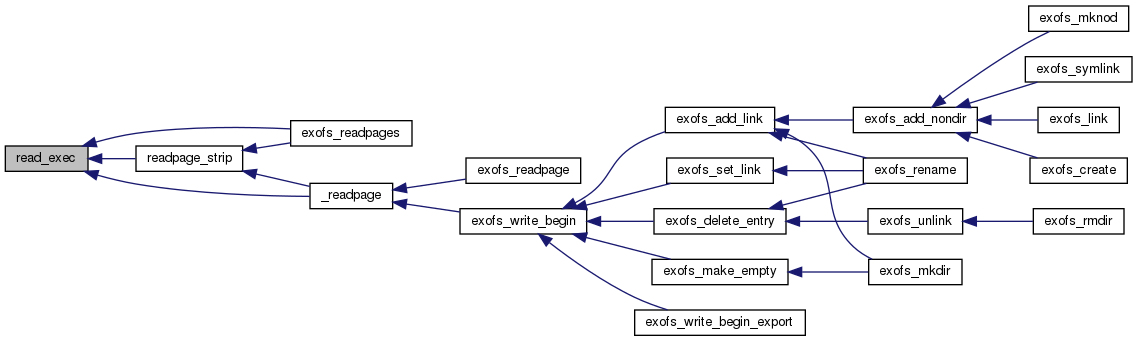 read_exec
exofs_readpages
readpage_strip
_readpage
exofs_readpage
exofs_write_begin
exofs_add_link
exofs_set_link
exofs_delete_entry
exofs_make_empty
exofs_write_begin_export
exofs_add_nondir
exofs_rename
exofs_unlink
exofs_mkdir
exofs_mknod
exofs_symlink
exofs_link
exofs_create
exofs_rmdir